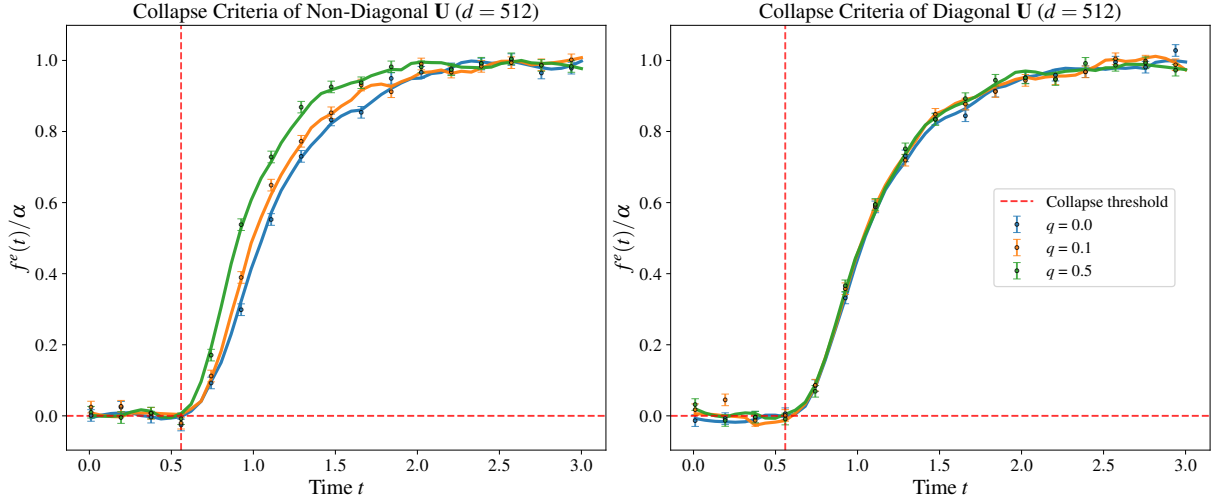 Collapse Criteria of Non-Diagonal U (d = 512)
f^e(t)/α
1.0
0.8
0.6
0.4
0.2
0.0
0.0 0.5 1.0 1.5 2.0 2.5 3.0
Time t
Collapse Criteria of Diagonal U (d = 512)
f^e(t)/α
1.0
0.8
0.6
0.4
0.2
0.0
Collapse threshold
q = 0.0
q = 0.1
q = 0.5
0.0 0.5 1.0 1.5 2.0 2.5 3.0
Time t